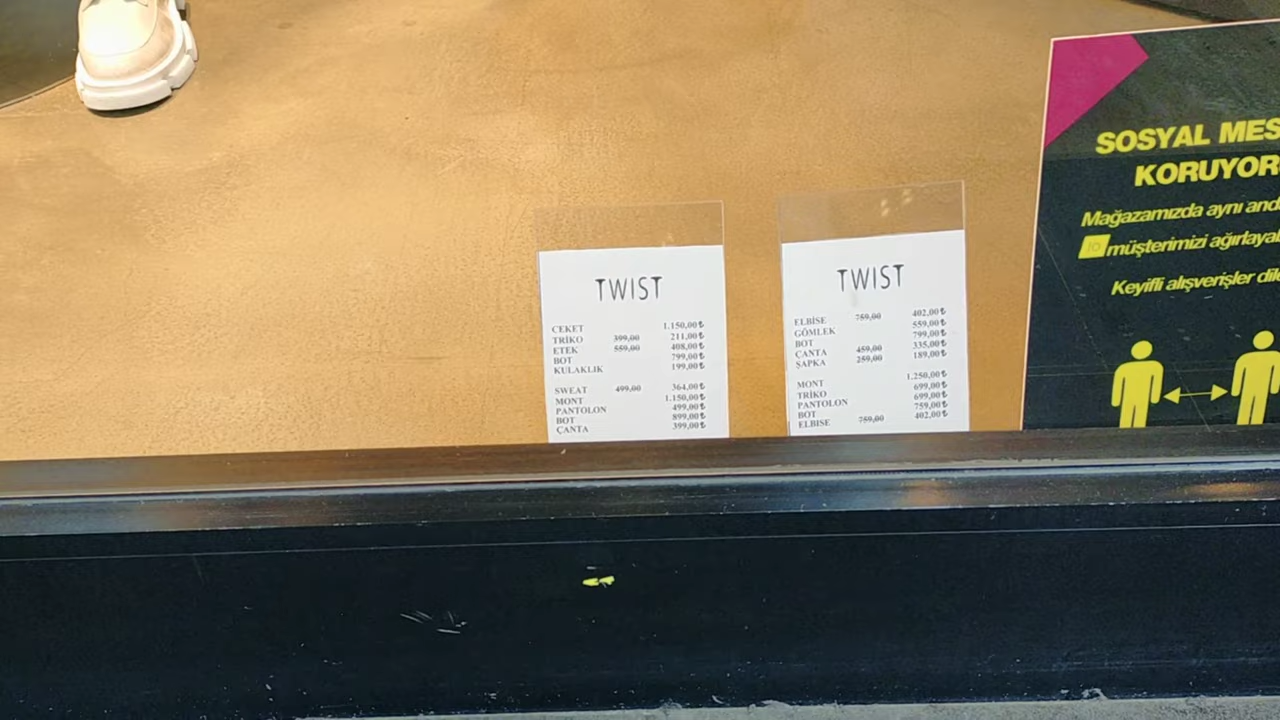 TWIST
CEKET 1.150,00₺
TRİKO 399,00 211,00₺
ETEK 559,00 408,00₺
BOT 799,00₺
KULAKLIK 199,00₺
SWEAT 499,00 364,00₺
MONT 1.150,00₺
PANTOLON 499,00₺
BOT 899,00₺
ÇANTA 399,00₺
TWIST
ELBİSE 759,00 402,00₺
GÖMLEK 559,00₺
BOT 799,00₺
ÇANTA 459,00 335,00₺
ŞAPKA 259,00 189,00₺
MONT 1.250,00₺
TRİKO 699,00₺
PANTOLON 699,00₺
BOT 759,00₺
ELBISE 759,00 402,00₺
SOSYAL MES
KORUYOR
Mağazamızda aynı and
10 müşterimizi ağırlayal
Keyifli alışverişler dile